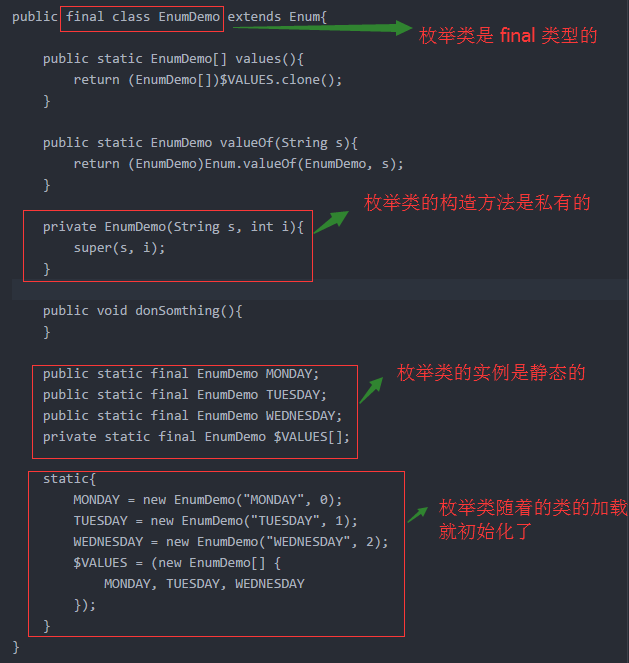 public final class EnumDemo extends Enum{
枚举类是 final 类型的
    public static EnumDemo[] values(){
        return (EnumDemo[])$VALUES.clone();
    }
    public static EnumDemo valueOf(String s){
        return (EnumDemo)Enum.valueOf(EnumDemo, s);
    }
枚举类的构造方法是私有的
    private EnumDemo(String s, int i){
        super(s, i);
    }
    public void donSomthing(){
    }
    public static final EnumDemo MONDAY;
枚举类的实例是静态的
    public static final EnumDemo TUESDAY;
    public static final EnumDemo WEDNESDAY;
    private static final EnumDemo $VALUES[];
    static{
        MONDAY = new EnumDemo("MONDAY", 0);
枚举类随着的类的加载
就初始化了
        TUESDAY = new EnumDemo("TUESDAY", 1);
        WEDNESDAY = new EnumDemo("WEDNESDAY", 2);
        $VALUES = (new EnumDemo[] {
            MONDAY, TUESDAY, WEDNESDAY
        });
    }
}